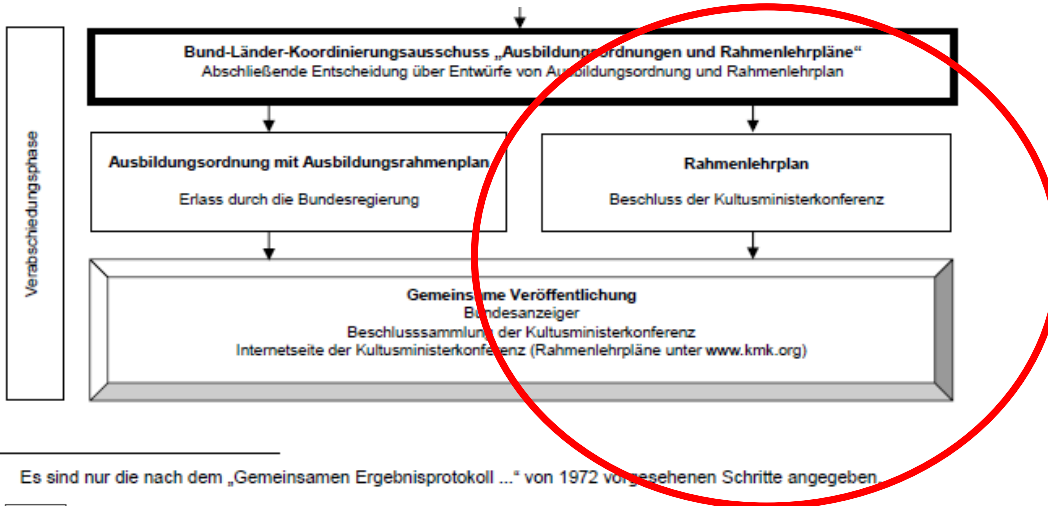 Verabschiedungsphase
Bund-Länder-Koordinierungsausschuss „Ausbildungsordnungen und Rahmenlehrpläne“
Abschließende Entscheidung über Entwürfe von Ausbildungsordnung und Rahmenlehrplan
Ausbildungsordnung mit Ausbildungsrahmenplan
Erlass durch die Bundesregierung
Rahmenlehrplan
Beschluss der Kultusministerkonferenz
Gemeinsame Veröffentlichung
Bundesanzeiger
Beschlusssammlung der Kultusministerkonferenz
Internetseite der Kultusministerkonferenz (Rahmenlehrpläne unter www.kmk.org)
Es sind nur die nach dem „Gemeinsamen Ergebnisprotokoll ...“ von 1972 vorgesehenen Schritte angegeben.